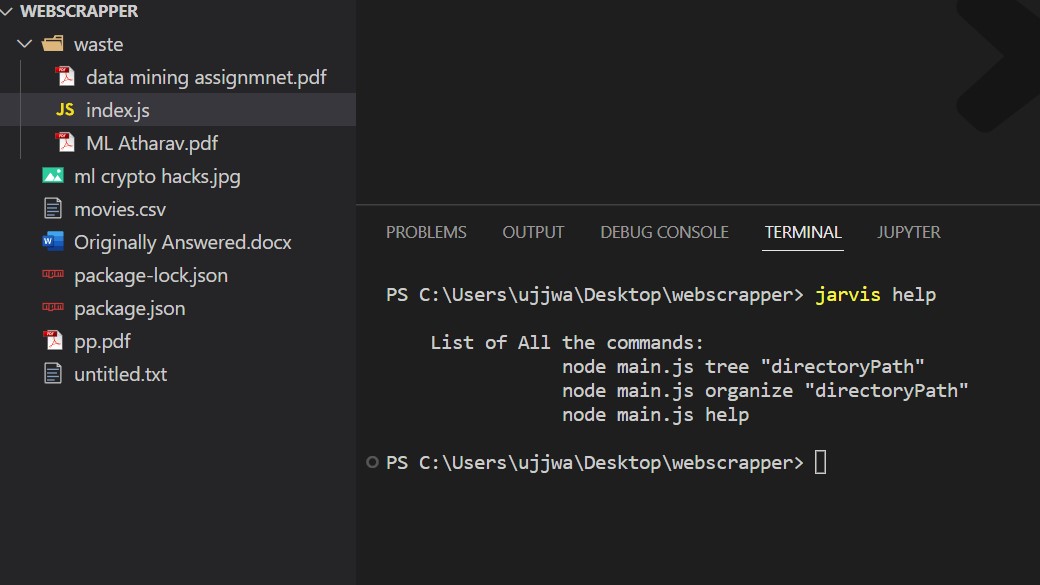 WEBSCRAPPER
waste
data mining assignmnet.pdf
JS index.js
ML Atharav.pdf
ml crypto hacks.jpg
movies.csv
Originally Answered.docx
package-lock.json
package.json
pp.pdf
untitled.txt
PROBLEMS OUTPUT DEBUG CONSOLE TERMINAL JUPYTER
PS C:\Users\ujjwa\Desktop\webscrapper> jarvis help
List of All the commands:
node main.js tree "directoryPath"
node main.js organize "directoryPath"
node main.js help
PS C:\Users\ujjwa\Desktop\webscrapper>